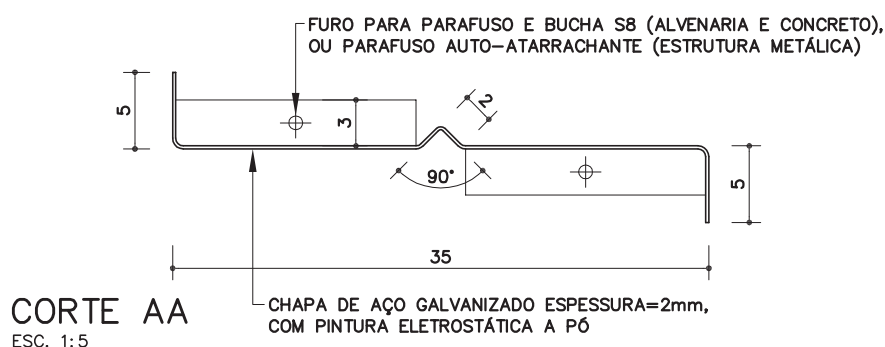 FURO PARA PARAFUSO E BUCHA S8 (ALVENARIA E CONCRETO),
OU PARAFUSO AUTO-ATARRACHANTE (ESTRUTURA METÁLICA)
5
3
2
90°
5
35
CHAPA DE AÇO GALVANIZADO ESPESSURA=2mm,
COM PINTURA ELETROSTÁTICA A PÓ
CORTE AA
ESC. 1:5